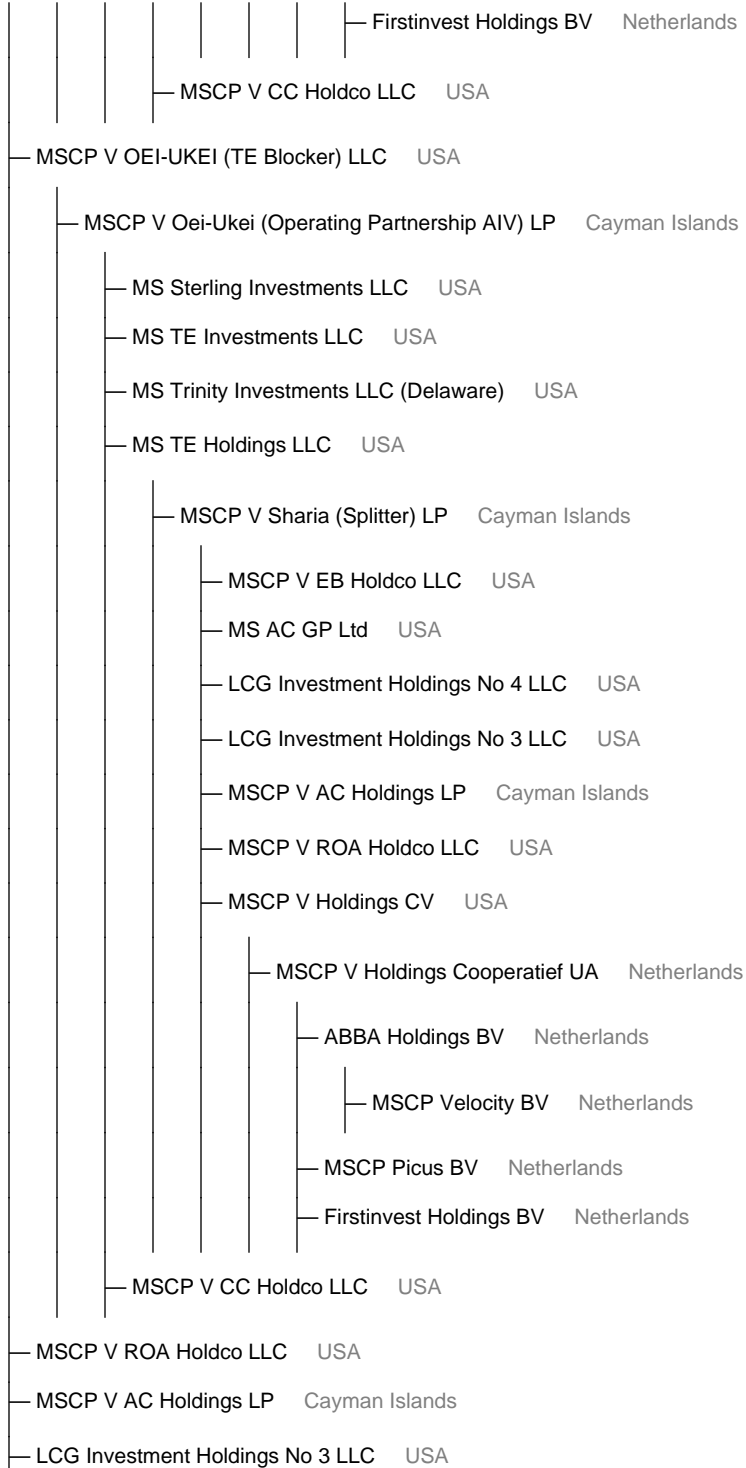 Firstinvest Holdings BV Netherlands
MSCP V CC Holdco LLC USA
MSCP V OEI-UKEI (TE Blocker) LLC USA
MSCP V Oei-Ukei (Operating Partnership AIV) LP Cayman Islands
MS Sterling Investments LLC USA
MS TE Investments LLC USA
MS Trinity Investments LLC (Delaware) USA
MS TE Holdings LLC USA
MSCP V Sharia (Splitter) LP Cayman Islands
MSCP V EB Holdco LLC USA
MS AC GP Ltd USA
LCG Investment Holdings No 4 LLC USA
LCG Investment Holdings No 3 LLC USA
MSCP V AC Holdings LP Cayman Islands
MSCP V ROA Holdco LLC USA
MSCP V Holdings CV USA
MSCP V Holdings Cooperatief UA Netherlands
ABBA Holdings BV Netherlands
MSCP Velocity BV Netherlands
MSCP Picus BV Netherlands
Firstinvest Holdings BV Netherlands
MSCP V CC Holdco LLC USA
MSCP V ROA Holdco LLC USA
MSCP V AC Holdings LP Cayman Islands
LCG Investment Holdings No 3 LLC USA